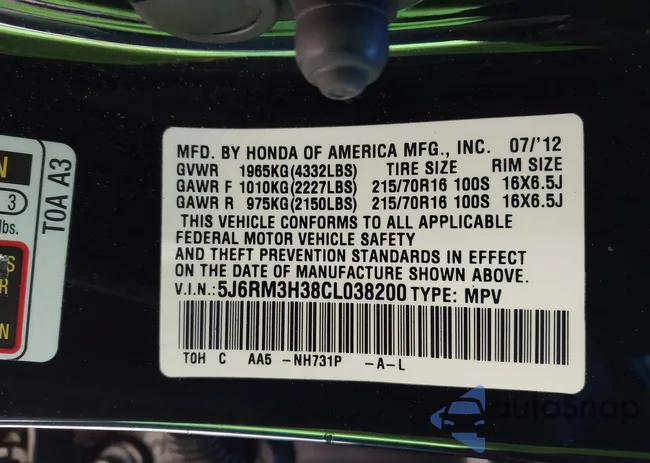 MFD. BY HONDA OF AMERICA MFG., INC. 07/'12
GVWR 1965KG(4332LBS) TIRE SIZE RIM SIZE
GAWR F 1010KG(2227LBS) 215/70R16 100S 16X6.5J
GAWR R 975KG(2150LBS) 215/70R16 100S 16X6.5J
THIS VEHICLE CONFORMS TO ALL APPLICABLE
FEDERAL MOTOR VEHICLE SAFETY
AND THEFT PREVENTION STANDARDS IN EFFECT
ON THE DATE OF MANUFACTURE SHOWN ABOVE.
V.I.N.:5J6RM3H38CL038200 TYPE: MPV
TOH C AA5 -NH731P -A-L
T0A A3
N
3
lbs.
S
R
N
autoSnap